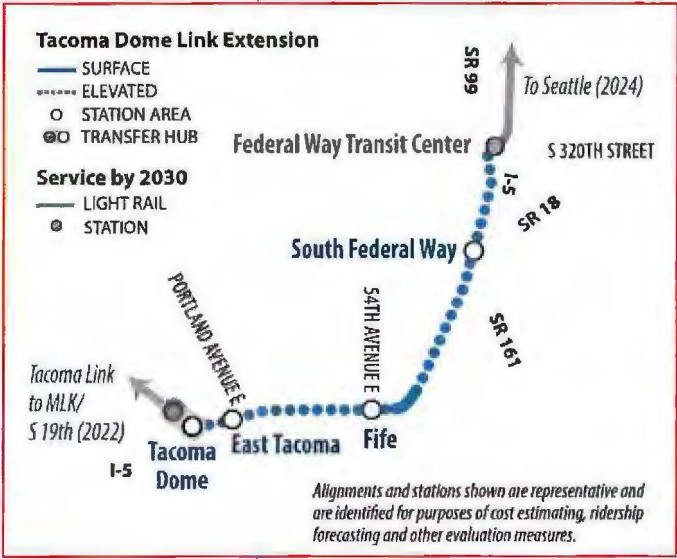 Tacoma Dome Link Extension
SURFACE
ELEVATED
STATION AREA
TRANSFER HUB
Service by 2030
LIGHT RAIL
STATION
SR 99
To Seattle (2024)
Federal Way Transit Center
S 320TH STREET
I-5
SR 18
South Federal Way
SR 161
PORTLAND AVENUE E
54TH AVENUE E
Tacoma Link
to MLK/
S 19th (2022)
I-5
Tacoma
Dome
East Tacoma
Fife
Alignments and stations shown are representative and
are identified for purposes of cost estimating, ridership
forecasting and other evaluation measures.